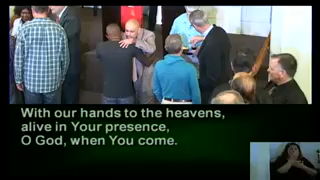 With our hands to the heavens,
alive in Your presence,
O God, when You come.